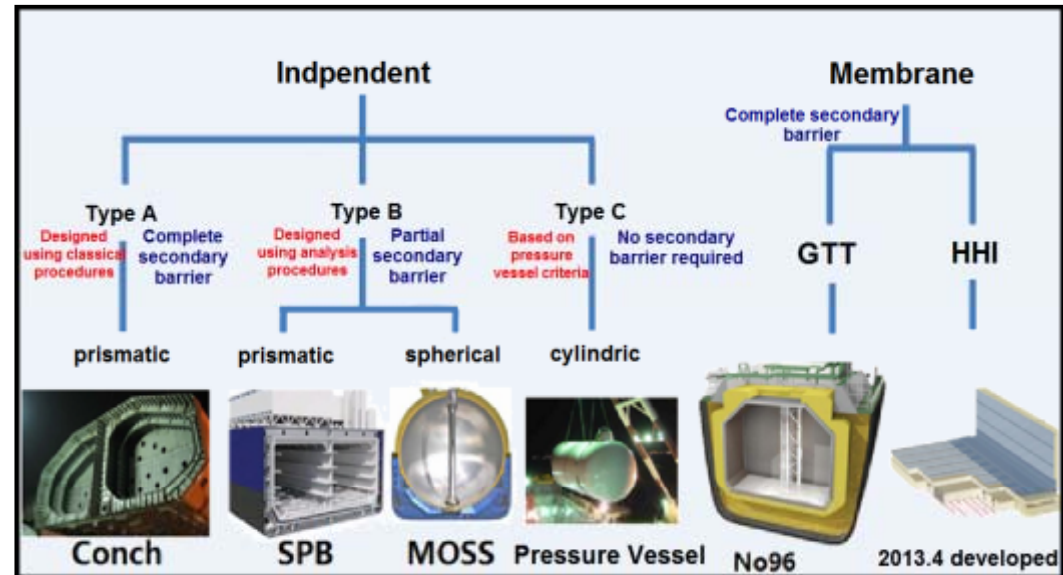 Indpendent
Membrane
Complete secondary
barrier
Type A
Type B
Type C
Designed
using classical
procedures
Complete
secondary
barrier
Designed
using analysis
procedures
Partial
secondary
barrier
Based on
pressure
vessel criteria
No secondary
barrier required
GTT
HHI
prismatic
prismatic
spherical
cylindric
Conch
SPB
MOSS
Pressure Vessel
No96
2013.4 developed